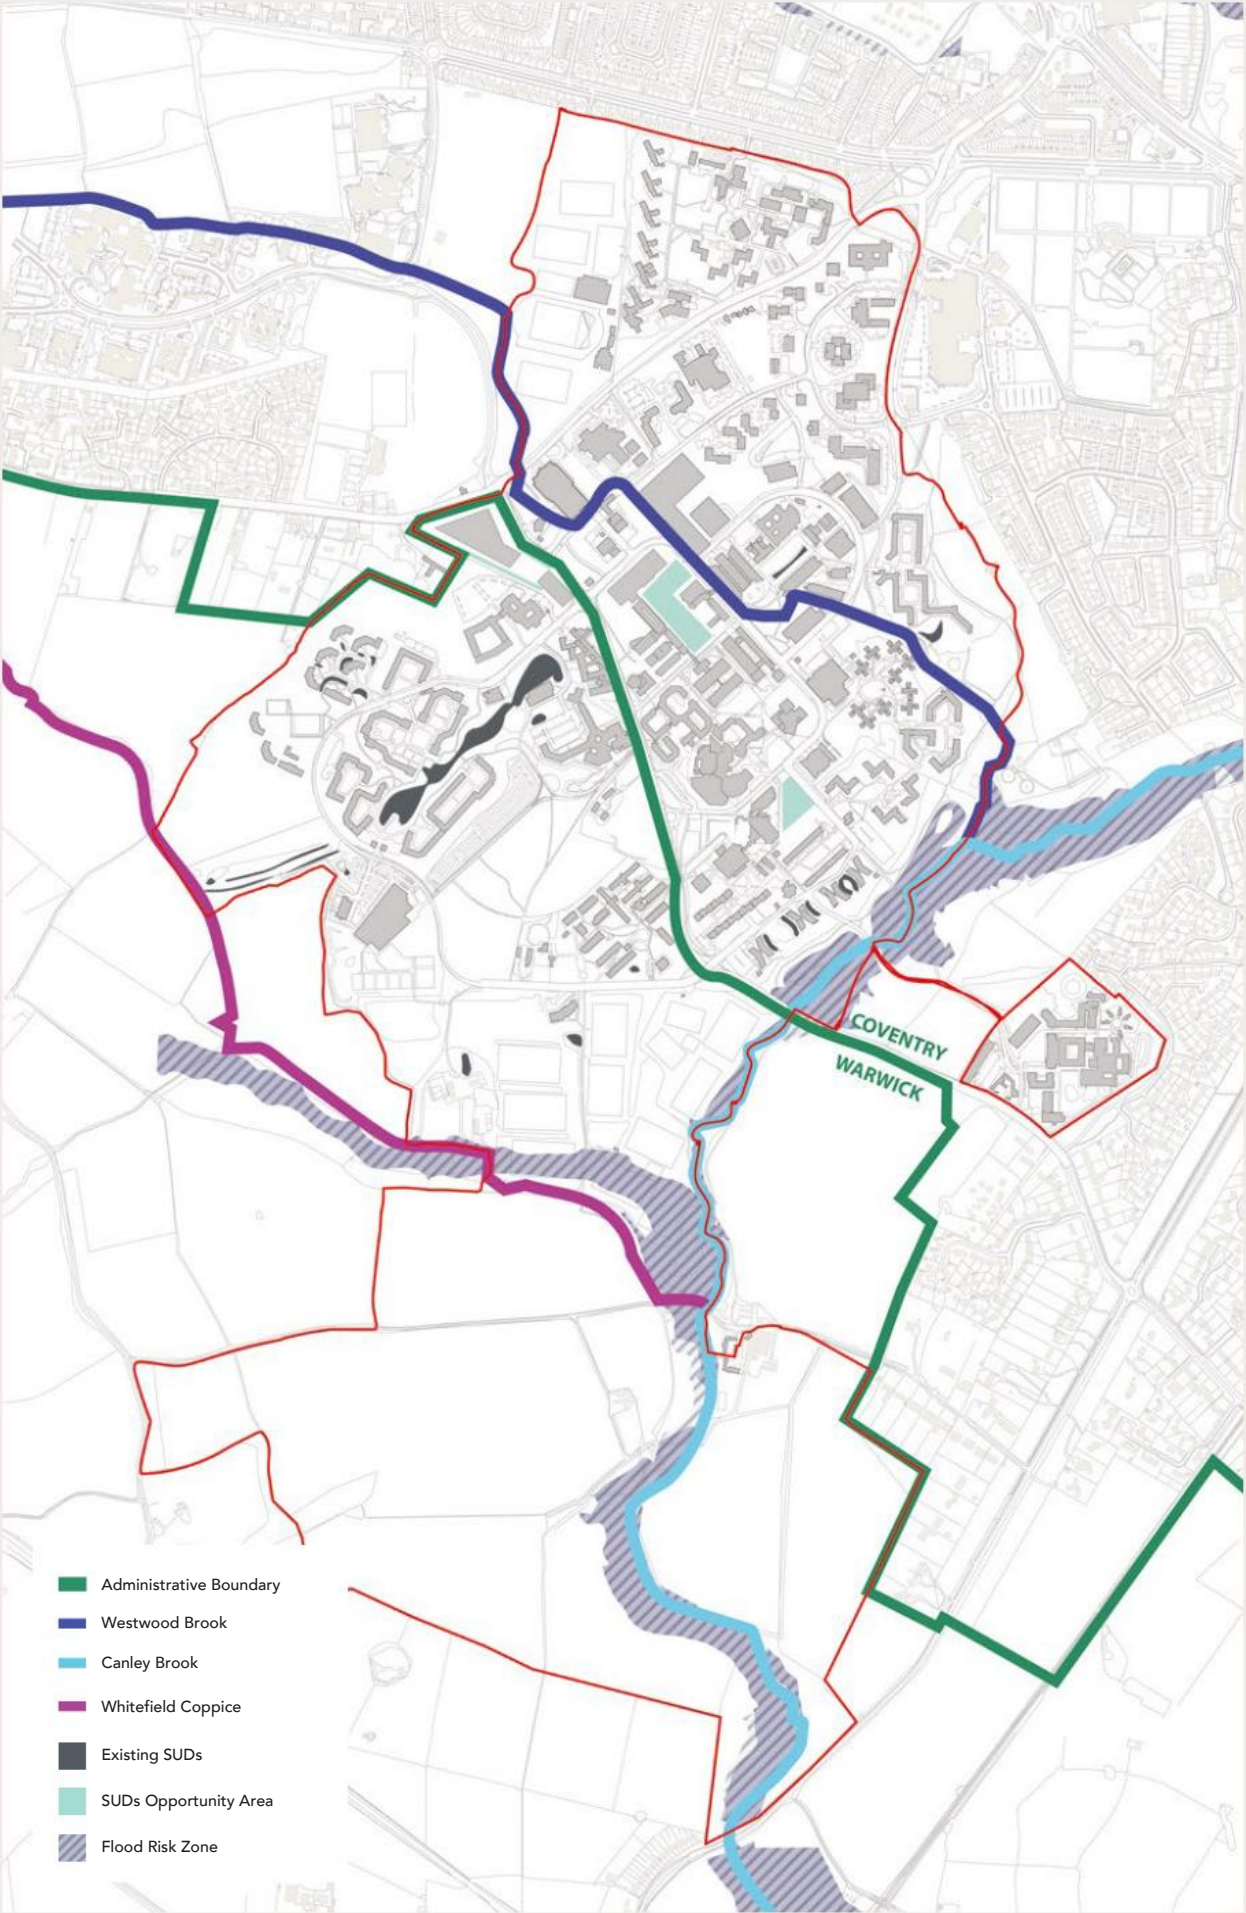 COVENTRY
WARWICK
Administrative Boundary
Westwood Brook
Canley Brook
Whitefield Coppice
Existing SUDs
SUDs Opportunity Area
Flood Risk Zone